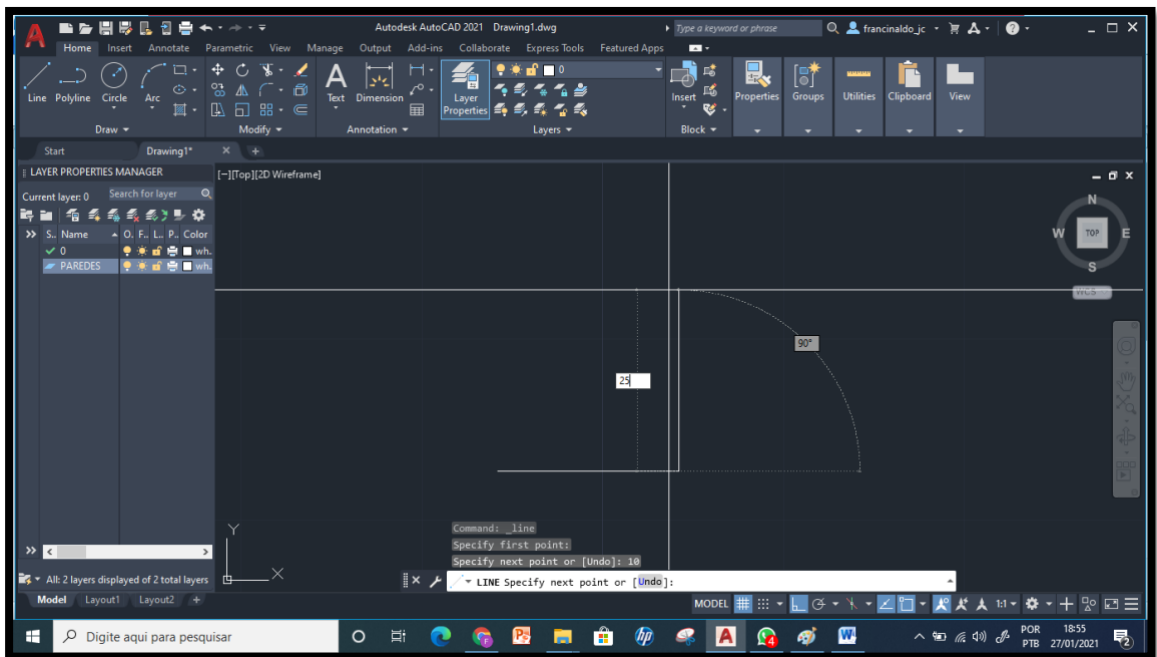 Autodesk AutoCAD 2021 Drawing1.dwg
Type a keyword or phrase
francinaldo_jc
Home Insert Annotate Parametric View Manage Output Add-ins Collaborate Express Tools Featured Apps
Line Polyline Circle Arc
Text Dimension
Layer Properties
0
Insert
Properties Groups Utilities Clipboard View
Draw Modify Annotation Layers Block
Start Drawing1*
LAYER PROPERTIES MANAGER
[−][Top][2D Wireframe]
Current layer: 0
Search for layer
S.. Name O. F.. L.. P.. Color
0 wh.
PAREDES wh.
N
W TOP E
S
WCS
90°
25
Y
X
Command: _line
Specify first point:
Specify next point or [Undo]: 10
LINE Specify next point or [Undo]:
All: 2 layers displayed of 2 total layers
Model Layout1 Layout2 +
MODEL
1:1
Digite aqui para pesquisar
POR
PTB
18:55
27/01/2021